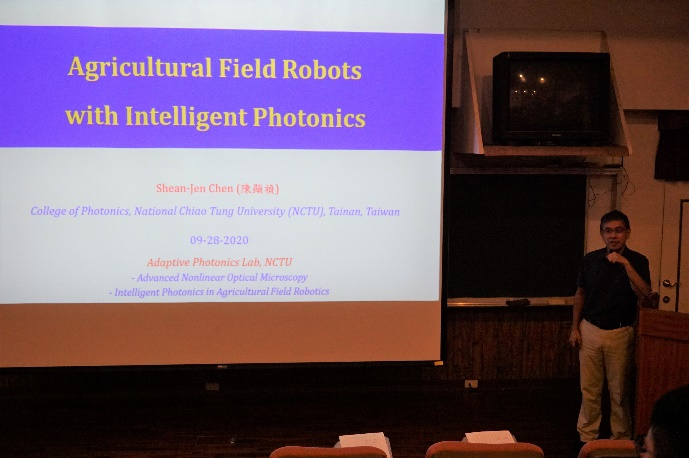 Agricultural Field Robots
with Intelligent Photonics
Shean-Jen Chen (陳顯禎)
College of Photonics, National Chiao Tung University (NCTU), Tainan, Taiwan
09-28-2020
Adaptive Photonics Lab, NCTU
- Advanced Nonlinear Optical Microscopy
- Intelligent Photonics in Agricultural Field Robotics